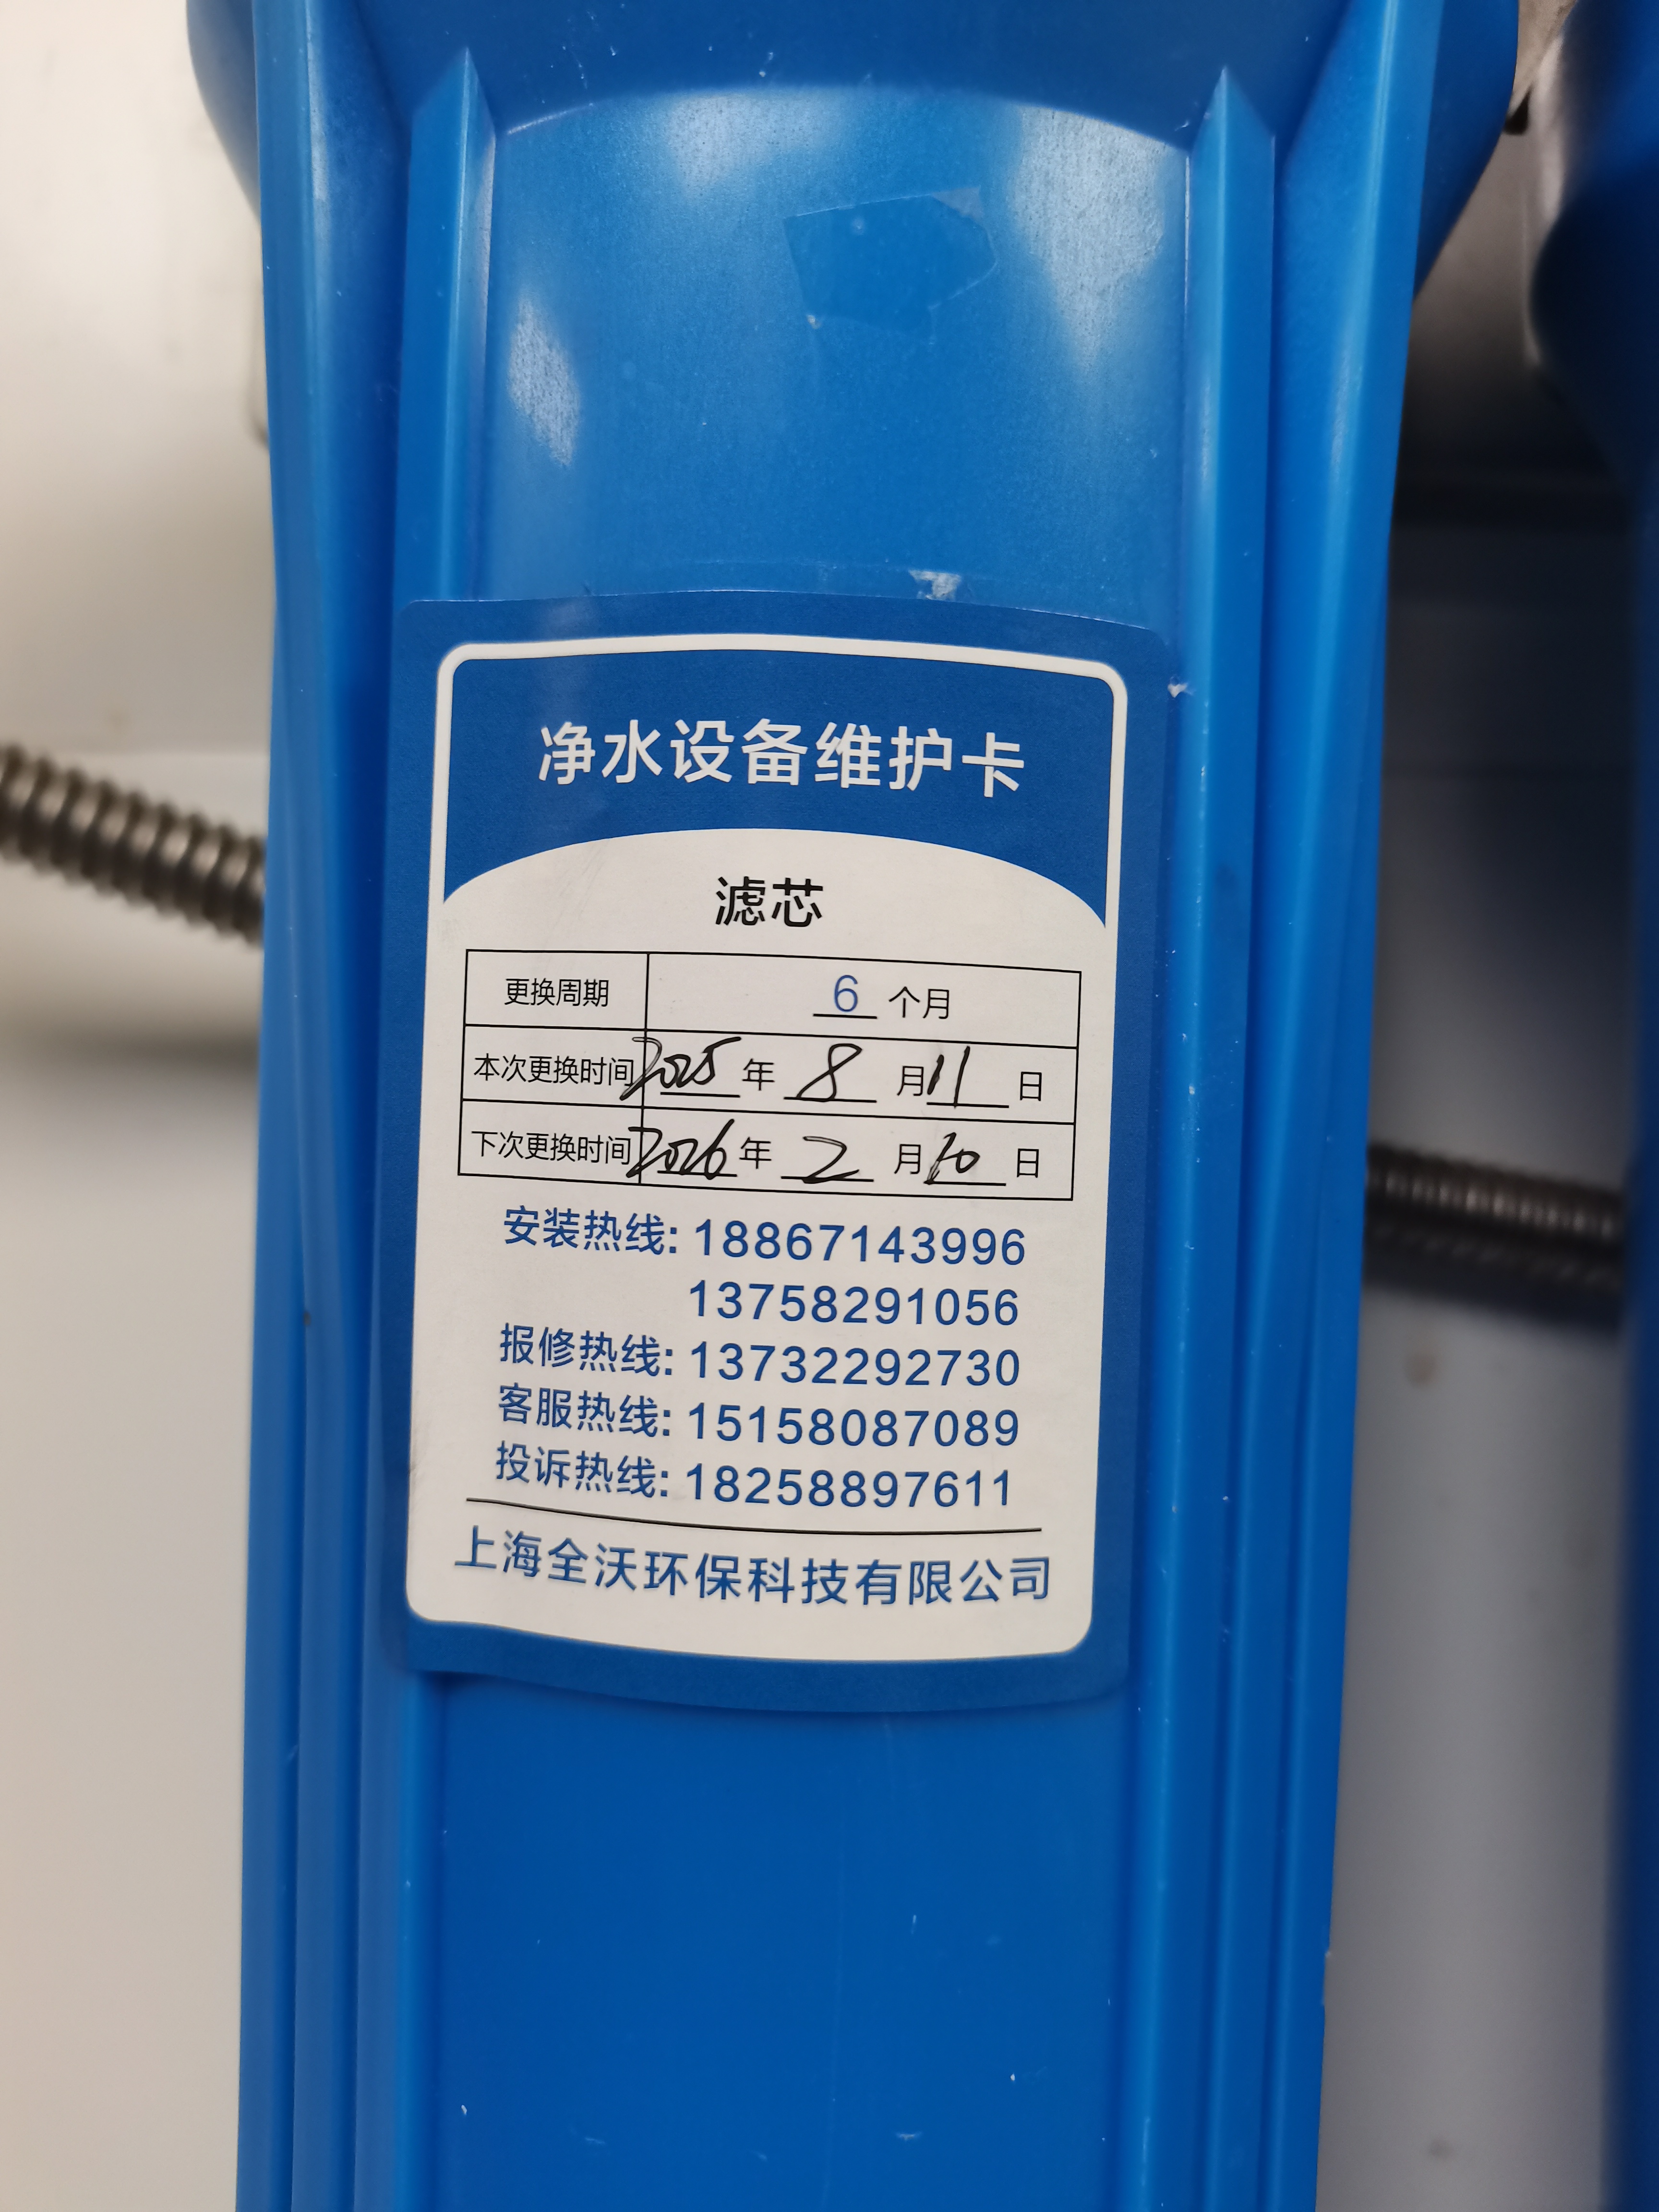 净水设备维护卡
滤芯
更换周期 6 个月
本次更换时间 2025 年 8 月 11 日
下次更换时间 2026 年 2 月 10 日
安装热线: 18867143996
13758291056
报修热线: 13732292730
客服热线: 15158087089
投诉热线: 18258897611
上海全沃环保科技有限公司